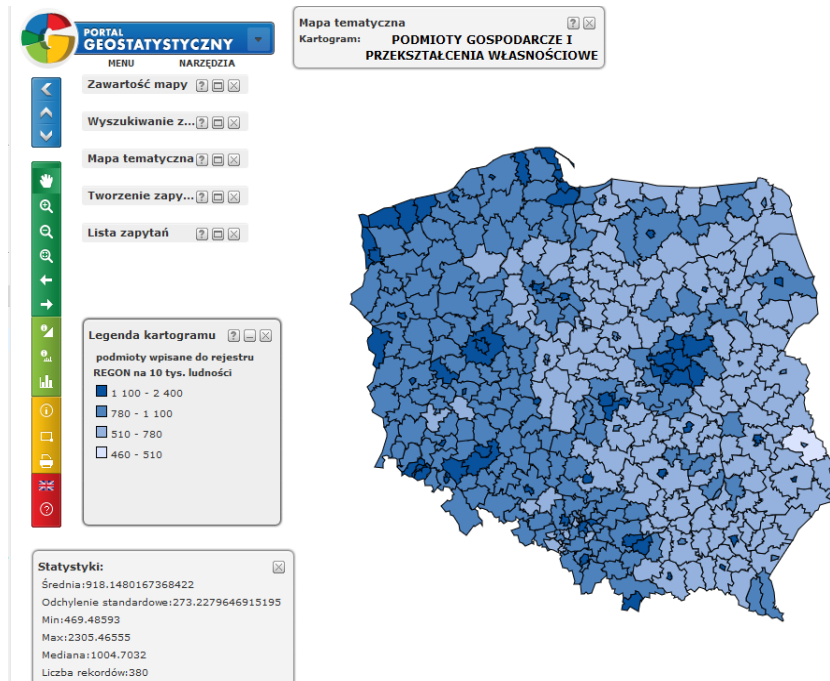 PORTAL
GEOSTATYSTYCZNY
MENU NARZĘDZIA
Mapa tematyczna
Kartogram: PODMIOTY GOSPODARCZE I
PRZEKSZTAŁCENIA WŁASNOŚCIOWE
Zawartość mapy
Wyszukiwanie z...
Mapa tematyczna
Tworzenie zapy...
Lista zapytań
Legenda kartogramu
podmioty wpisane do rejestru
REGON na 10 tys. ludności
1 100 - 2 400
780 - 1 100
510 - 780
460 - 510
Statystyki:
Średnia:918.1480167368422
Odchylenie standardowe:273.2279646915195
Min:469.48593
Max:2305.46555
Mediana:1004.7032
Liczba rekordów:380